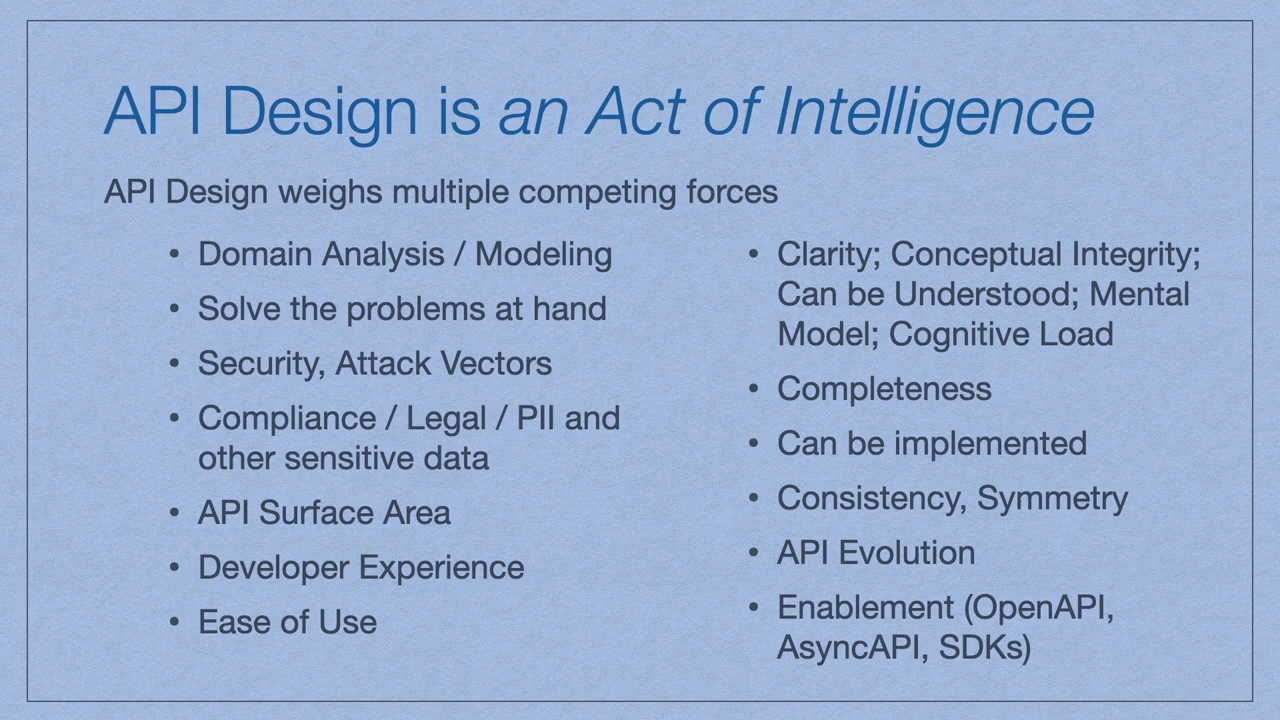 API Design is an Act of Intelligence
API Design weighs multiple competing forces
• Domain Analysis / Modeling
• Solve the problems at hand
• Security, Attack Vectors
• Compliance / Legal / PII and
other sensitive data
• API Surface Area
• Developer Experience
• Ease of Use
• Clarity; Conceptual Integrity;
Can be Understood; Mental
Model; Cognitive Load
• Completeness
• Can be implemented
• Consistency, Symmetry
• API Evolution
• Enablement (OpenAPI,
AsyncAPI, SDKs)